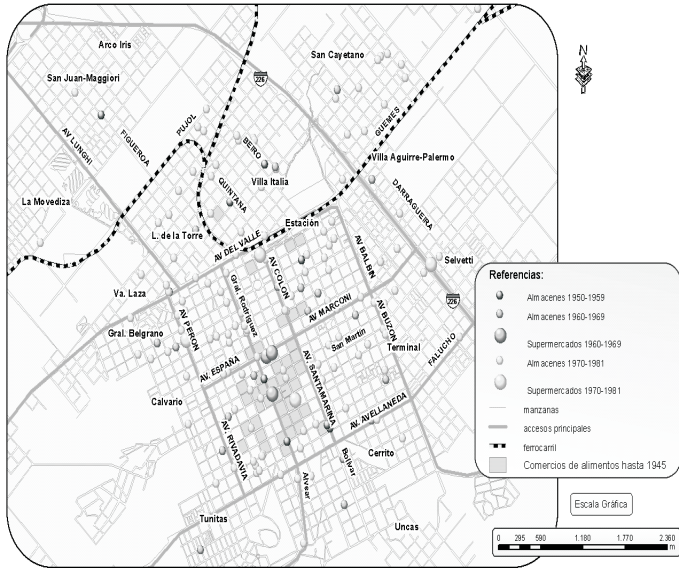 Arco Iris
San Cayetano
N
San Juan-Maggiori
226
AV LUNGHI
FIGUEROA
PUJOL
BEIRO
GUEMES
Villa Aguirre-Palermo
Villa Italia
QUINTANA
DARRAGUEIRA
La Movediza
L. de la Torre
Estación
AV DEL VALLE
AV BALBIN
Selvetti
Va. Laza
Gral. Rodriguez
AV COLON
226
Gral. Belgrano
AV PERON
AV MARCONI
AV BUZON
San Martín
Terminal
FALUCHO
AV. ESPAÑA
AV. SANTAMARINA
Calvario
AV. RIVADAVIA
AV. AVELLANEDA
Cerrito
Bolívar
Alvear
Tunitas
Uncas
Referencias:
Almacenes 1950-1959
Almacenes 1960-1969
Supermercados 1960-1969
Almacenes 1970-1981
Supermercados 1970-1981
manzanas
accesos principales
ferrocarril
Comercios de alimentos hasta 1945
Escala Gráfica
0 295 590 1.180 1.770 2.360
m